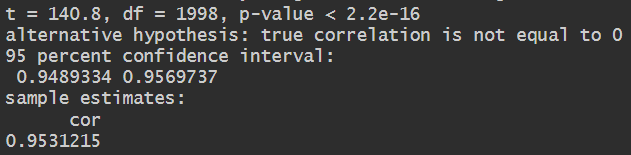 t = 140.8, df = 1998, p-value < 2.2e-16
alternative hypothesis: true correlation is not equal to 0
95 percent confidence interval:
 0.9489334 0.9569737
sample estimates:
      cor
0.9531215